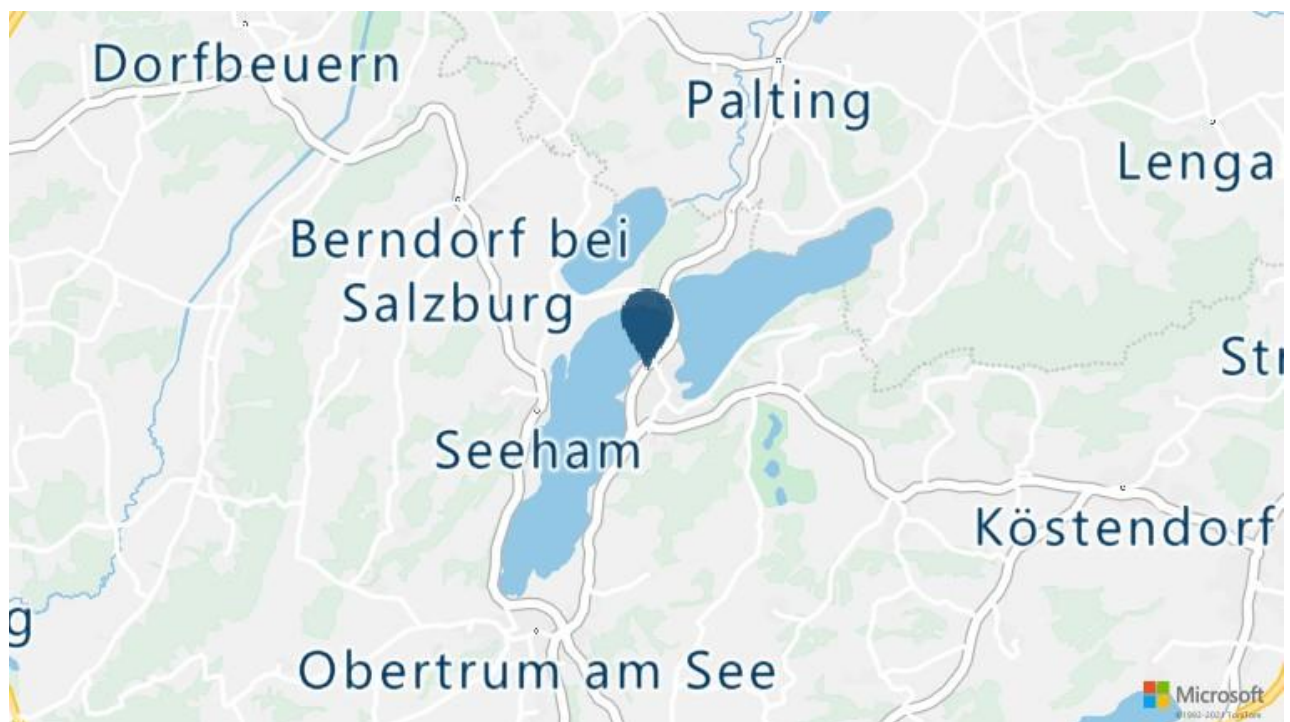 Dorfbeuern
Palting
Lenga
Berndorf bei
Salzburg
Str
Seeham
Köstendorf
g
Obertrum am See
Microsoft